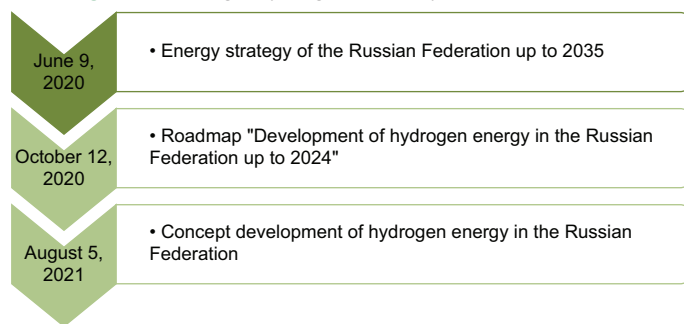 June 9,
2020
• Energy strategy of the Russian Federation up to 2035
October 12,
2020
• Roadmap "Development of hydrogen energy in the Russian
Federation up to 2024"
August 5,
2021
• Concept development of hydrogen energy in the Russian
Federation